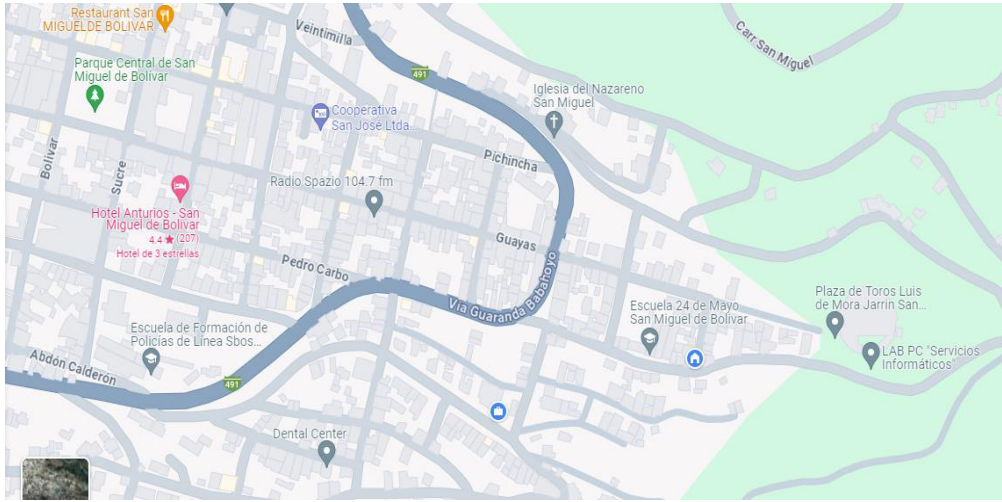 Restaurant San
MIGUELDE BOLIVAR
Veintimilla
Carr San Miguel
Parque Central de San
Miguel de Bolívar
491
Iglesia del Nazareno
San Miguel
Cooperativa
San José Ltda...
Bolívar
Sucre
Pichincha
Radio Spazio 104.7 fm
Hotel Anturios - San
Miguel de Bolívar
4.4 ★ (207)
Hotel de 3 estrellas
Guayas
Pedro Carbo
Vía Guaranda Babahoyo
Plaza de Toros Luis
de Mora Jarrin San...
Escuela 24 de Mayo
San Miguel de Bolívar
Escuela de Formación de
Policías de Línea Sbos...
LAB PC "Servicios
Informáticos"
Abdón Calderón
491
Dental Center